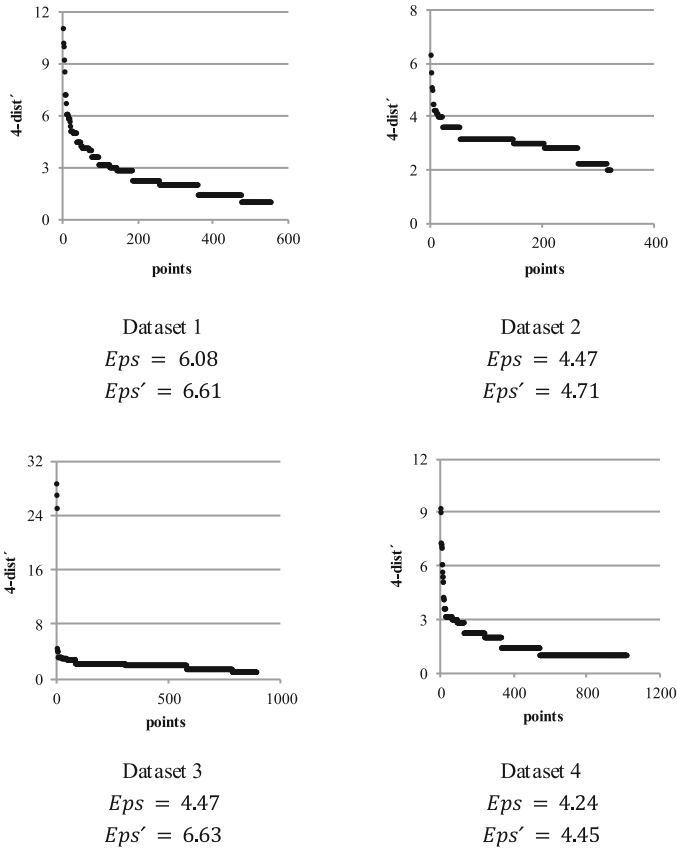 12
9
6
3
0
4-dist´
0
200
400
600
points
Dataset 1
Eps = 6.08
Eps′ = 6.61
8
6
4
2
0
4-dist´
0
200
400
points
Dataset 2
Eps = 4.47
Eps′ = 4.71
32
24
16
8
0
4-dist´
0
500
1000
points
Dataset 3
Eps = 4.47
Eps′ = 6.63
12
9
6
3
0
4-dist´
0
400
800
1200
points
Dataset 4
Eps = 4.24
Eps′ = 4.45